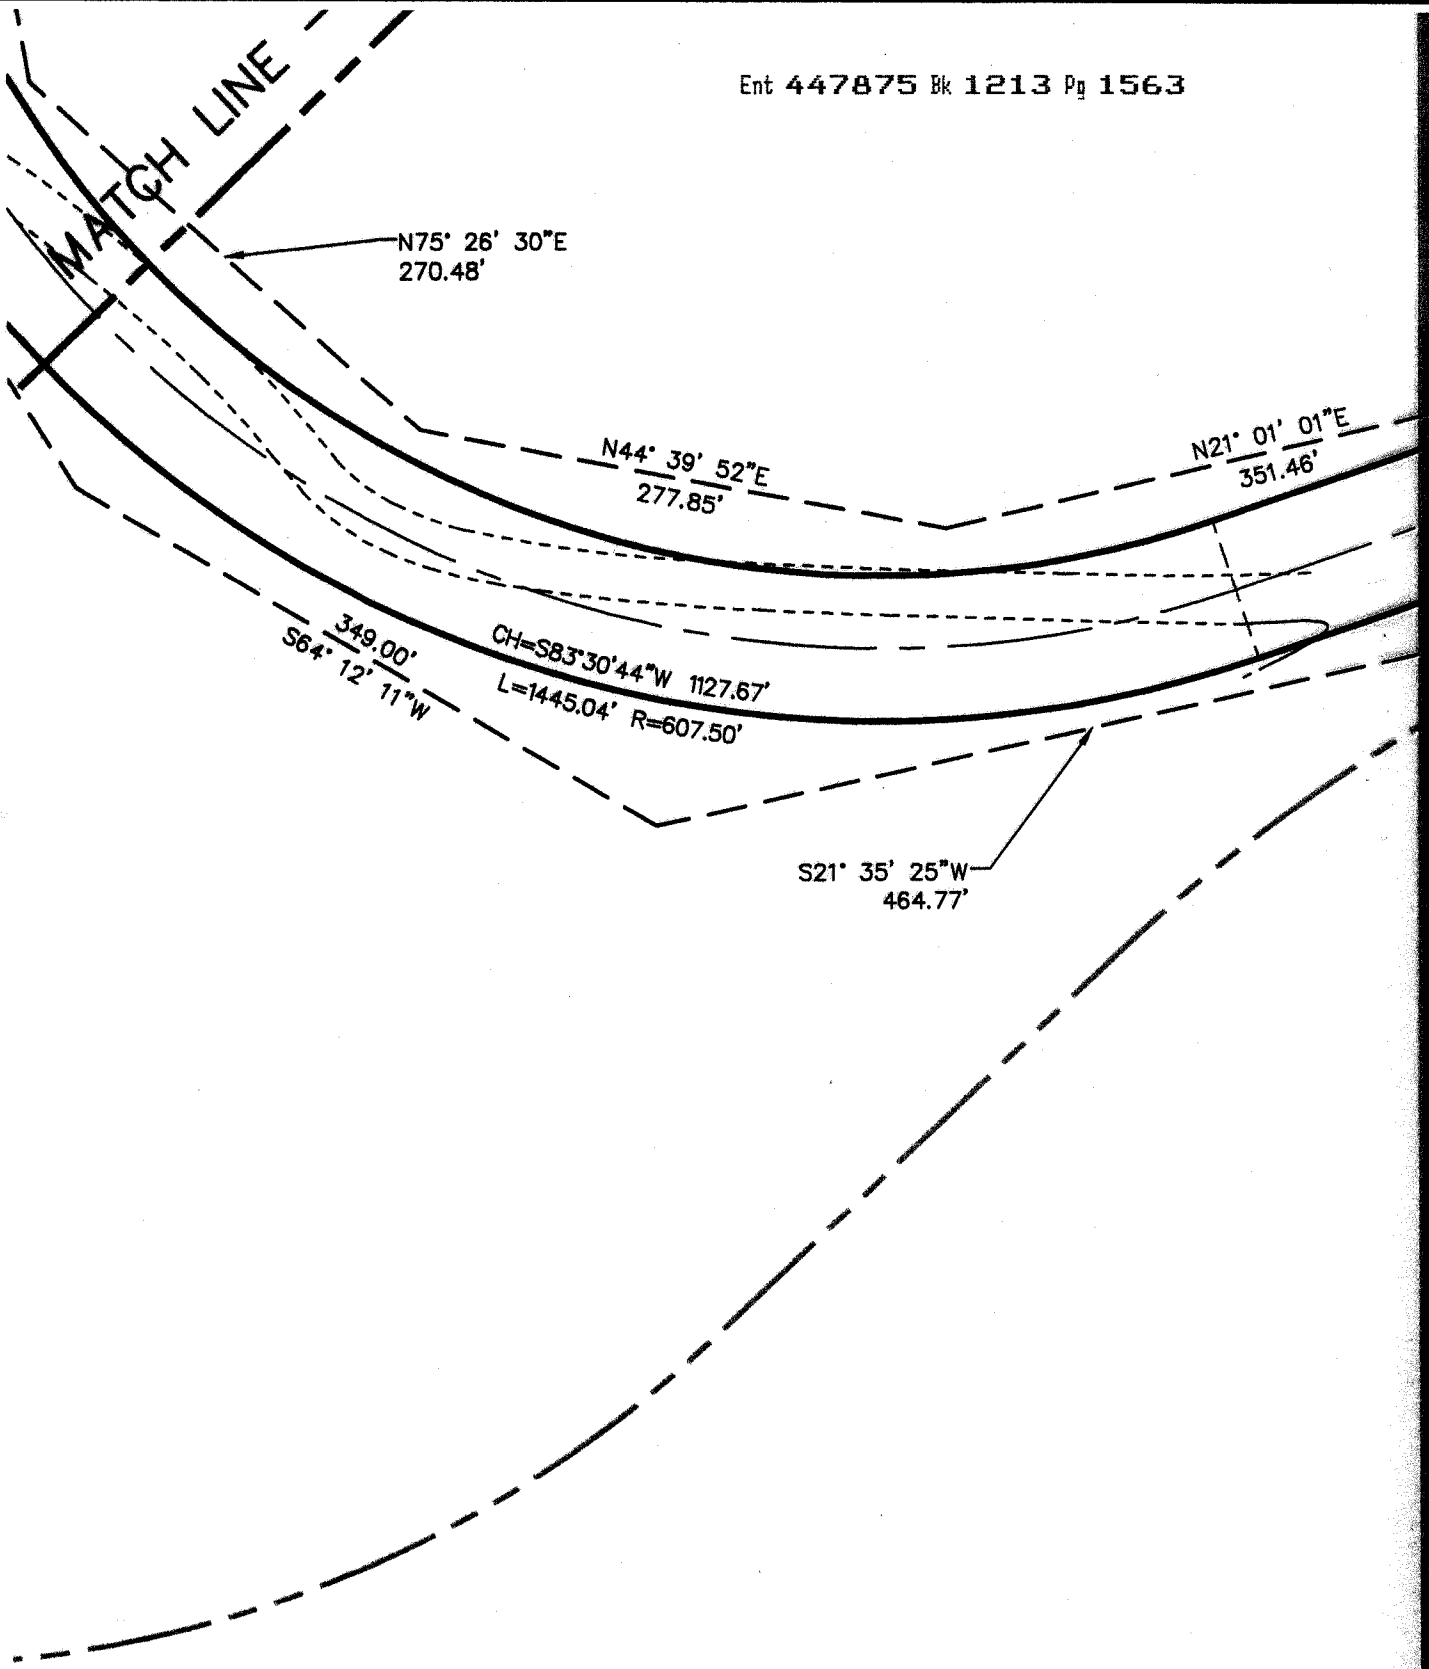 Ent 447875 Bk 1213 Pg 1563
MATCH LINE
N75° 26' 30"E
270.48'
N44° 39' 52"E
277.85'
N21° 01' 01"E
351.46'
349.00'
S64° 12' 11"W
CH=S83°30'44"W 1127.67'
L=1445.04' R=607.50'
S21° 35' 25"W
464.77'